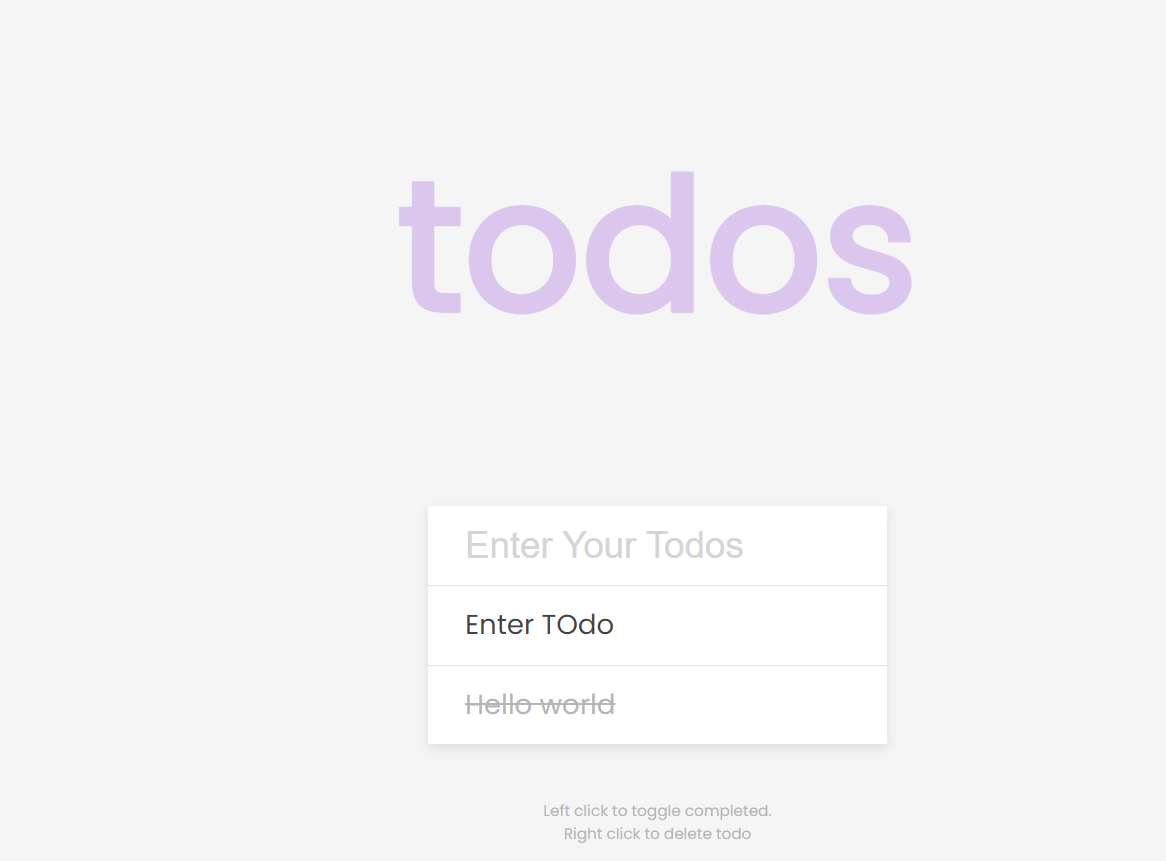 todos
Enter Your Todos
Enter TOdo
Hello world
Left click to toggle completed.
Right click to delete todo